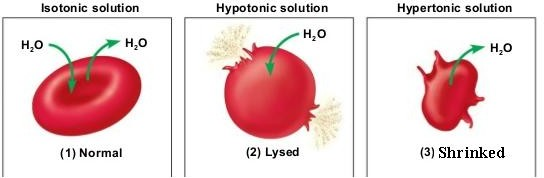 Isotonic solution
Hypotonic solution
Hypertonic solution
H₂O
H₂O
H₂O
H₂O
(1) Normal
(2) Lysed
(3) Shrinked